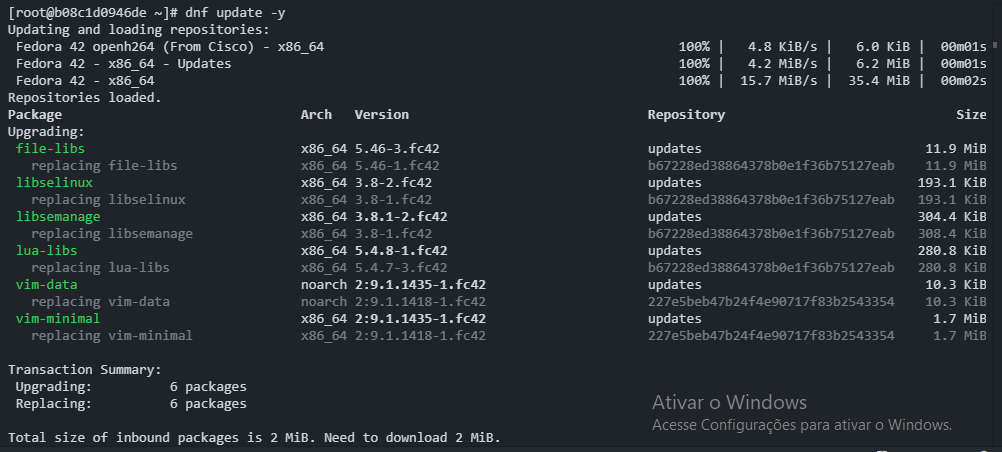 [root@b08c1d0946de ~]# dnf update -y
Updating and loading repositories:
 Fedora 42 openh264 (From Cisco) - x86_64 100% | 4.8 KiB/s | 6.0 KiB | 00m01s
 Fedora 42 - x86_64 - Updates 100% | 4.2 MiB/s | 6.2 MiB | 00m01s
 Fedora 42 - x86_64 100% | 15.7 MiB/s | 35.4 MiB | 00m02s
Repositories loaded.
Package Arch Version Repository Size
Upgrading:
 file-libs x86_64 5.46-3.fc42 updates 11.9 MiB
   replacing file-libs x86_64 5.46-1.fc42 b67228ed38864378b0e1f36b75127eab 11.9 MiB
 libselinux x86_64 3.8-2.fc42 updates 193.1 KiB
   replacing libselinux x86_64 3.8-1.fc42 b67228ed38864378b0e1f36b75127eab 193.1 KiB
 libsemanage x86_64 3.8.1-2.fc42 updates 304.4 KiB
   replacing libsemanage x86_64 3.8-1.fc42 b67228ed38864378b0e1f36b75127eab 308.4 KiB
 lua-libs x86_64 5.4.8-1.fc42 updates 280.8 KiB
   replacing lua-libs x86_64 5.4.7-3.fc42 b67228ed38864378b0e1f36b75127eab 280.8 KiB
 vim-data noarch 2:9.1.1435-1.fc42 updates 10.3 KiB
   replacing vim-data noarch 2:9.1.1418-1.fc42 227e5beb47b24f4e90717f83b2543354 10.3 KiB
 vim-minimal x86_64 2:9.1.1435-1.fc42 updates 1.7 MiB
   replacing vim-minimal x86_64 2:9.1.1418-1.fc42 227e5beb47b24f4e90717f83b2543354 1.7 MiB
Transaction Summary:
 Upgrading: 6 packages
 Replacing: 6 packages
Ativar o Windows
Acesse Configurações para ativar o Windows.
Total size of inbound packages is 2 MiB. Need to download 2 MiB.